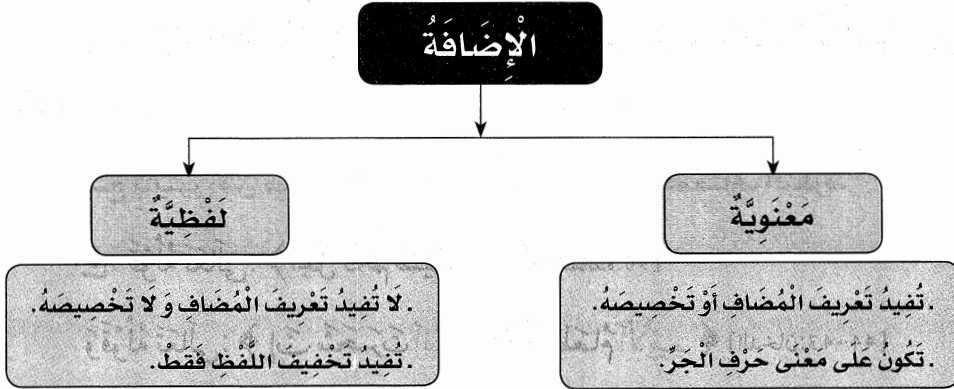 الْإِضَافَةُ
مَعْنَوِيَّةٌ
. تُفِيدُ تَعْرِيفَ الْمُضَافِ أَوْ تَخْصِيصَهُ.
. تَكُونُ عَلَى مَعْنَى حَرْفِ الْجَرِّ.
لَفْظِيَّةٌ
. لَا تُفِيدُ تَعْرِيفَ الْمُضَافِ وَ لَا تَخْصِيصَهُ.
. تُفِيدُ تَخْفِيفَ اللَّفْظِ فَقَطْ.